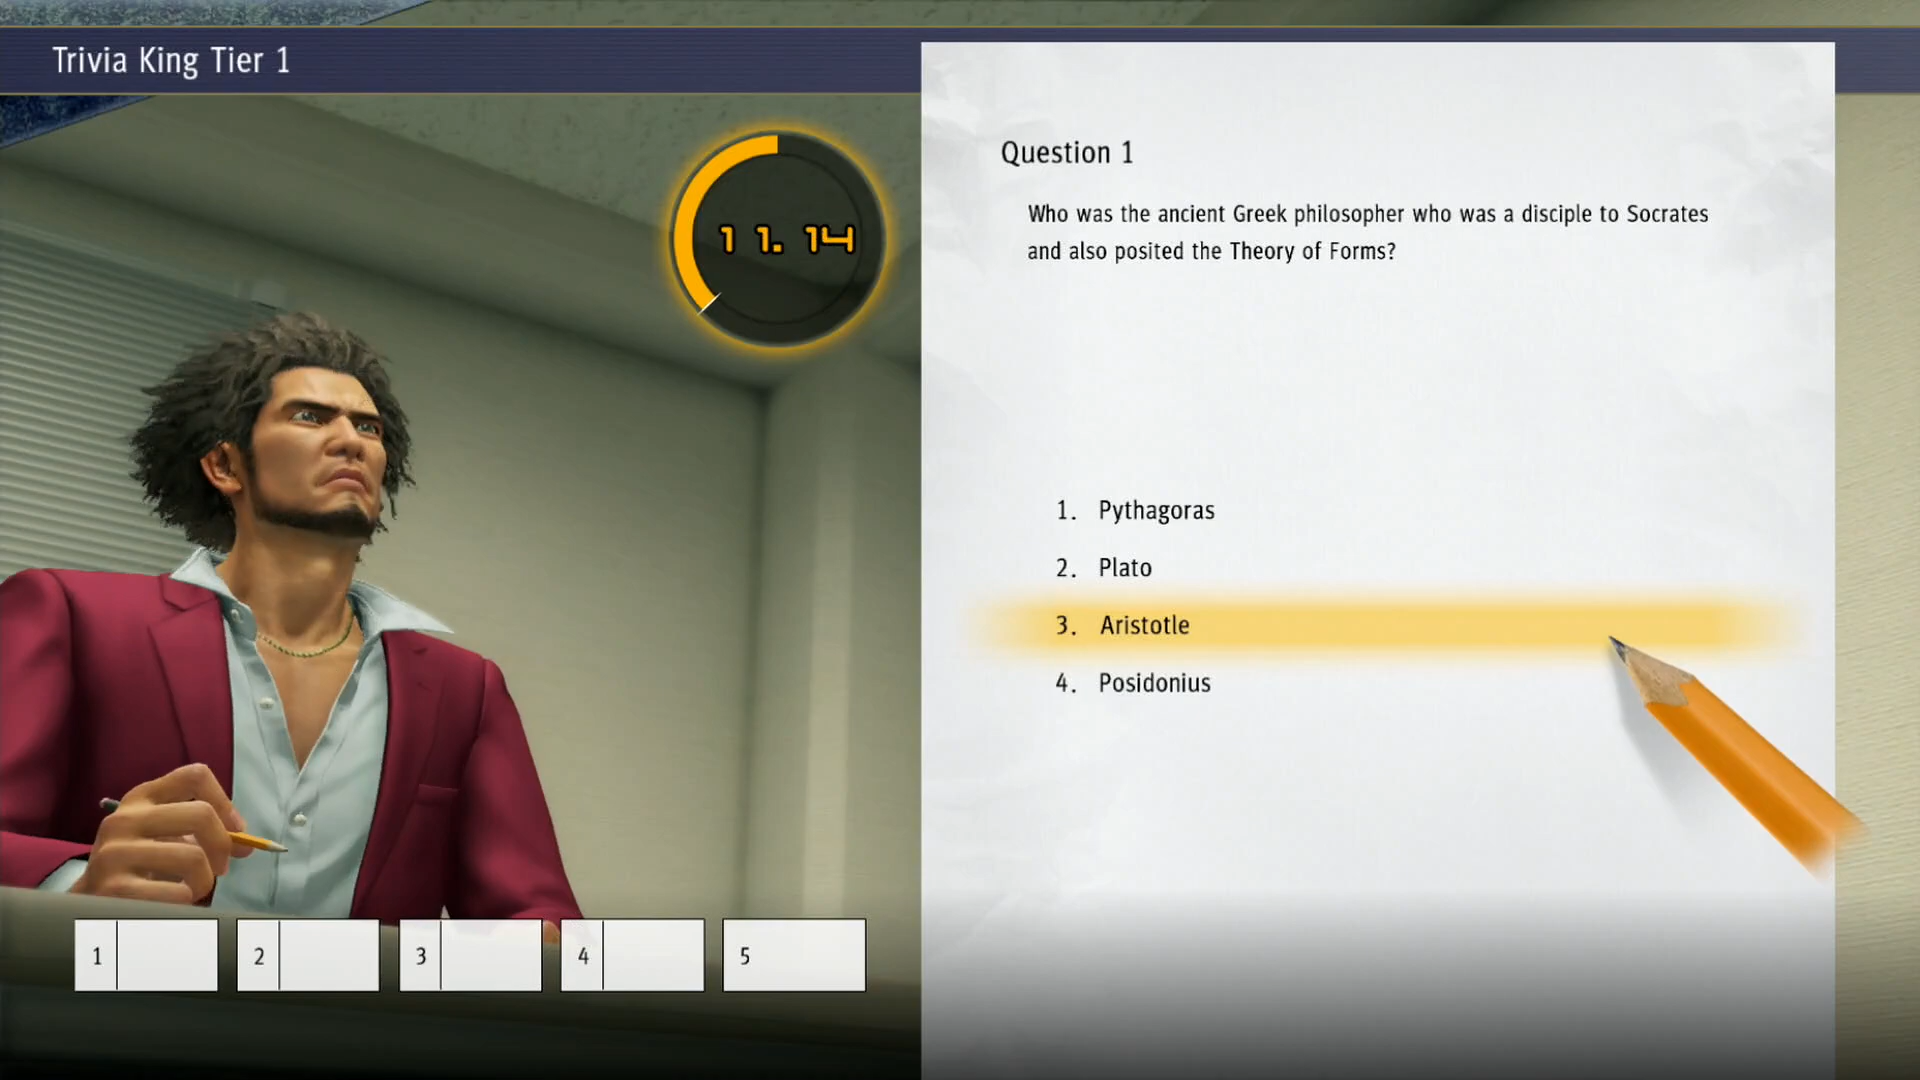 Trivia King Tier 1
11.14
Question 1
Who was the ancient Greek philosopher who was a disciple to Socrates
and also posited the Theory of Forms?
1. Pythagoras
2. Plato
3. Aristotle
4. Posidonius
1 2 3 4 5